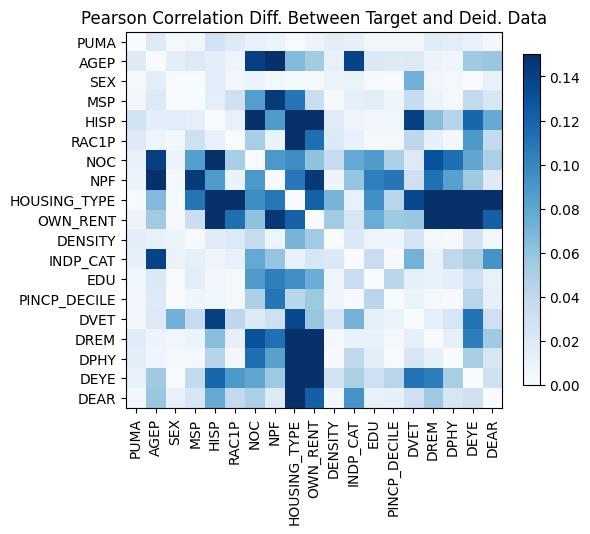 Pearson Correlation Diff. Between Target and Deid. Data
PUMA
AGEP
SEX
MSP
HISP
RAC1P
NOC
NPF
HOUSING_TYPE
OWN_RENT
DENSITY
INDP_CAT
EDU
PINCP_DECILE
DVET
DREM
DPHY
DEYE
DEAR
PUMA
AGEP
SEX
MSP
HISP
RAC1P
NOC
NPF
HOUSING_TYPE
OWN_RENT
DENSITY
INDP_CAT
EDU
PINCP_DECILE
DVET
DREM
DPHY
DEYE
DEAR
0.14
0.12
0.10
0.08
0.06
0.04
0.02
0.00